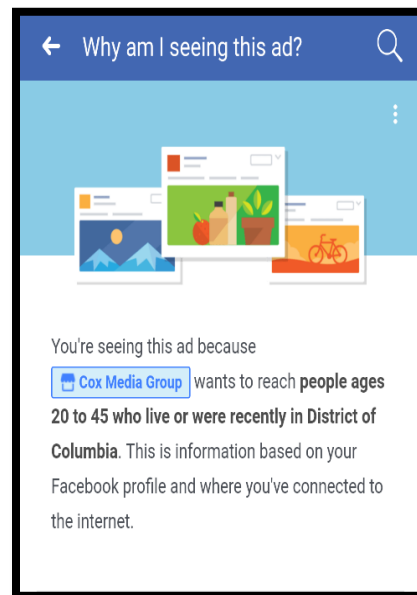 Why am I seeing this ad?
You're seeing this ad because
Cox Media Group wants to reach people ages
20 to 45 who live or were recently in District of
Columbia. This is information based on your
Facebook profile and where you've connected to
the internet.